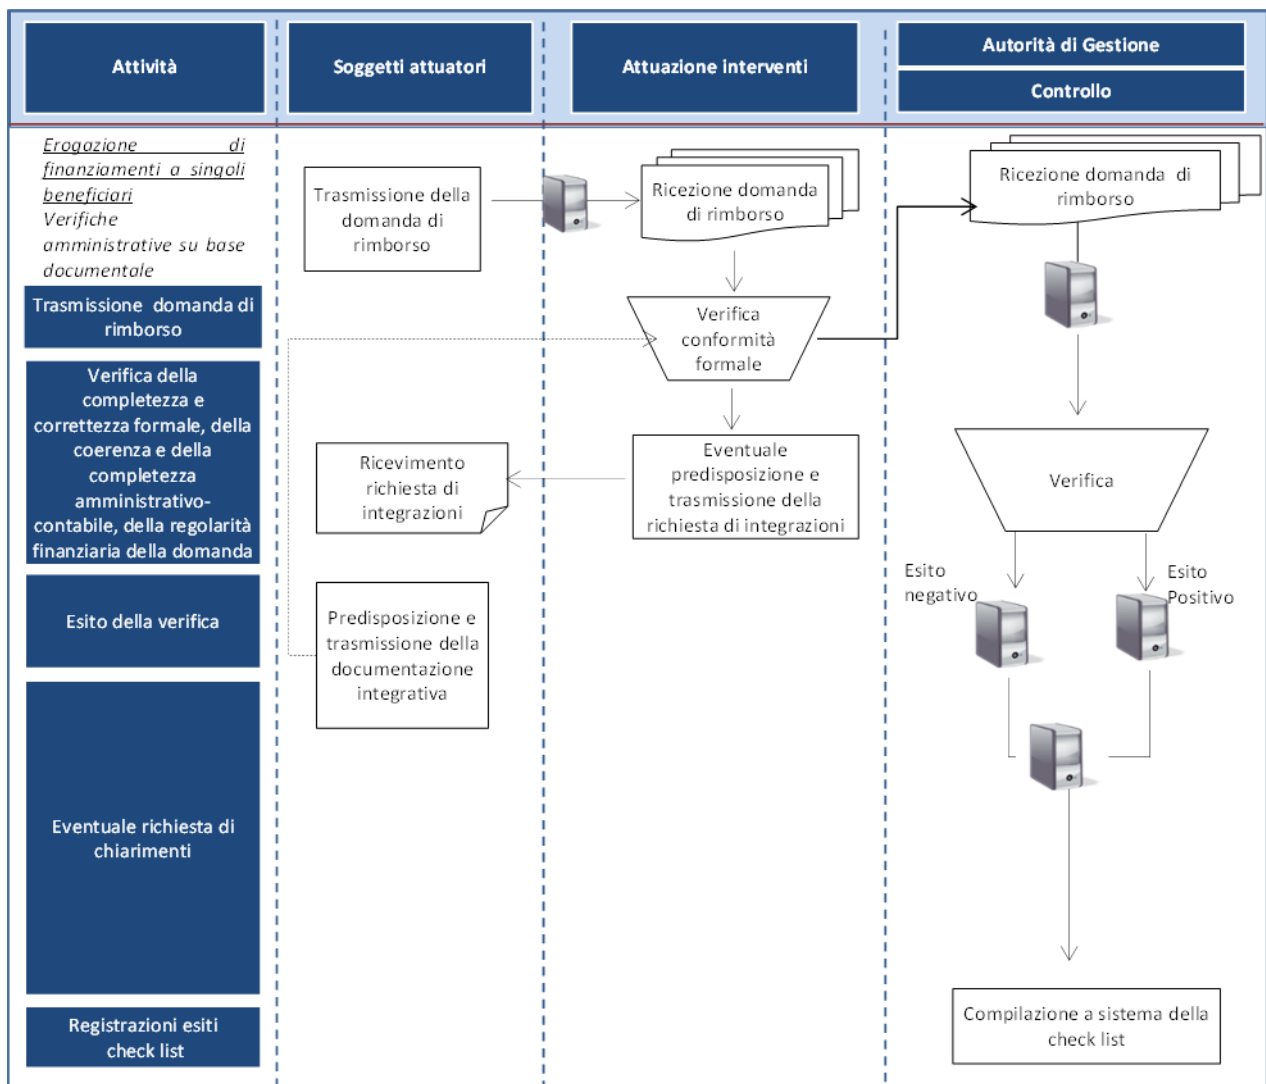 Attività
Soggetti attuatori
Attuazione interventi
Autorità di Gestione
Controllo
Erogazione di
finanziamenti a singoli
beneficiari
Verifiche
amministrative su base
documentale
Trasmissione della
domanda di
rimborso
Ricezione domanda
di rimborso
Ricezione domanda di
rimborso
Trasmissione domanda di
rimborso
Verifica
conformità
formale
Verifica della
completezza e
correttezza formale, della
coerenza e della
completezza
amministrativo-
contabile, della regolarità
finanziaria della domanda
Ricevimento
richiesta di
integrazioni
Eventuale
predisposizione e
trasmissione della
richiesta di integrazioni
Verifica
Esito
negativo
Esito
Positivo
Esito della verifica
Predisposizione e
trasmissione della
documentazione
integrativa
Eventuale richiesta di
chiarimenti
Registrazioni esiti
check list
Compilazione a sistema della
check list